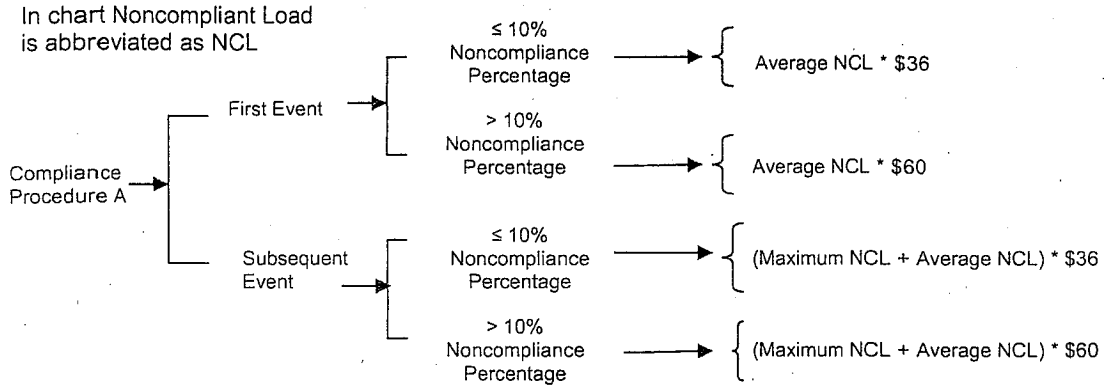 In chart Noncompliant Load
is abbreviated as NCL
≤ 10%
Noncompliance
Percentage
Average NCL * $36
First Event
> 10%
Noncompliance
Percentage
Average NCL * $60
Compliance
Procedure A
≤ 10%
Noncompliance
Percentage
(Maximum NCL + Average NCL) * $36
Subsequent
Event
> 10%
Noncompliance
Percentage
(Maximum NCL + Average NCL) * $60